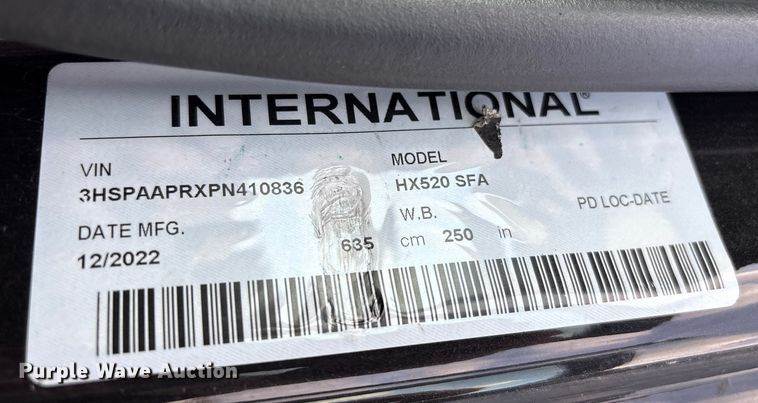 INTERNATIONAL®
VIN
3HSPAAPRXPN410836
MODEL
HX520 SFA
DATE MFG.
12/2022
W.B.
635 cm 250 in
PD LOC-DATE
Purple Wave Auction